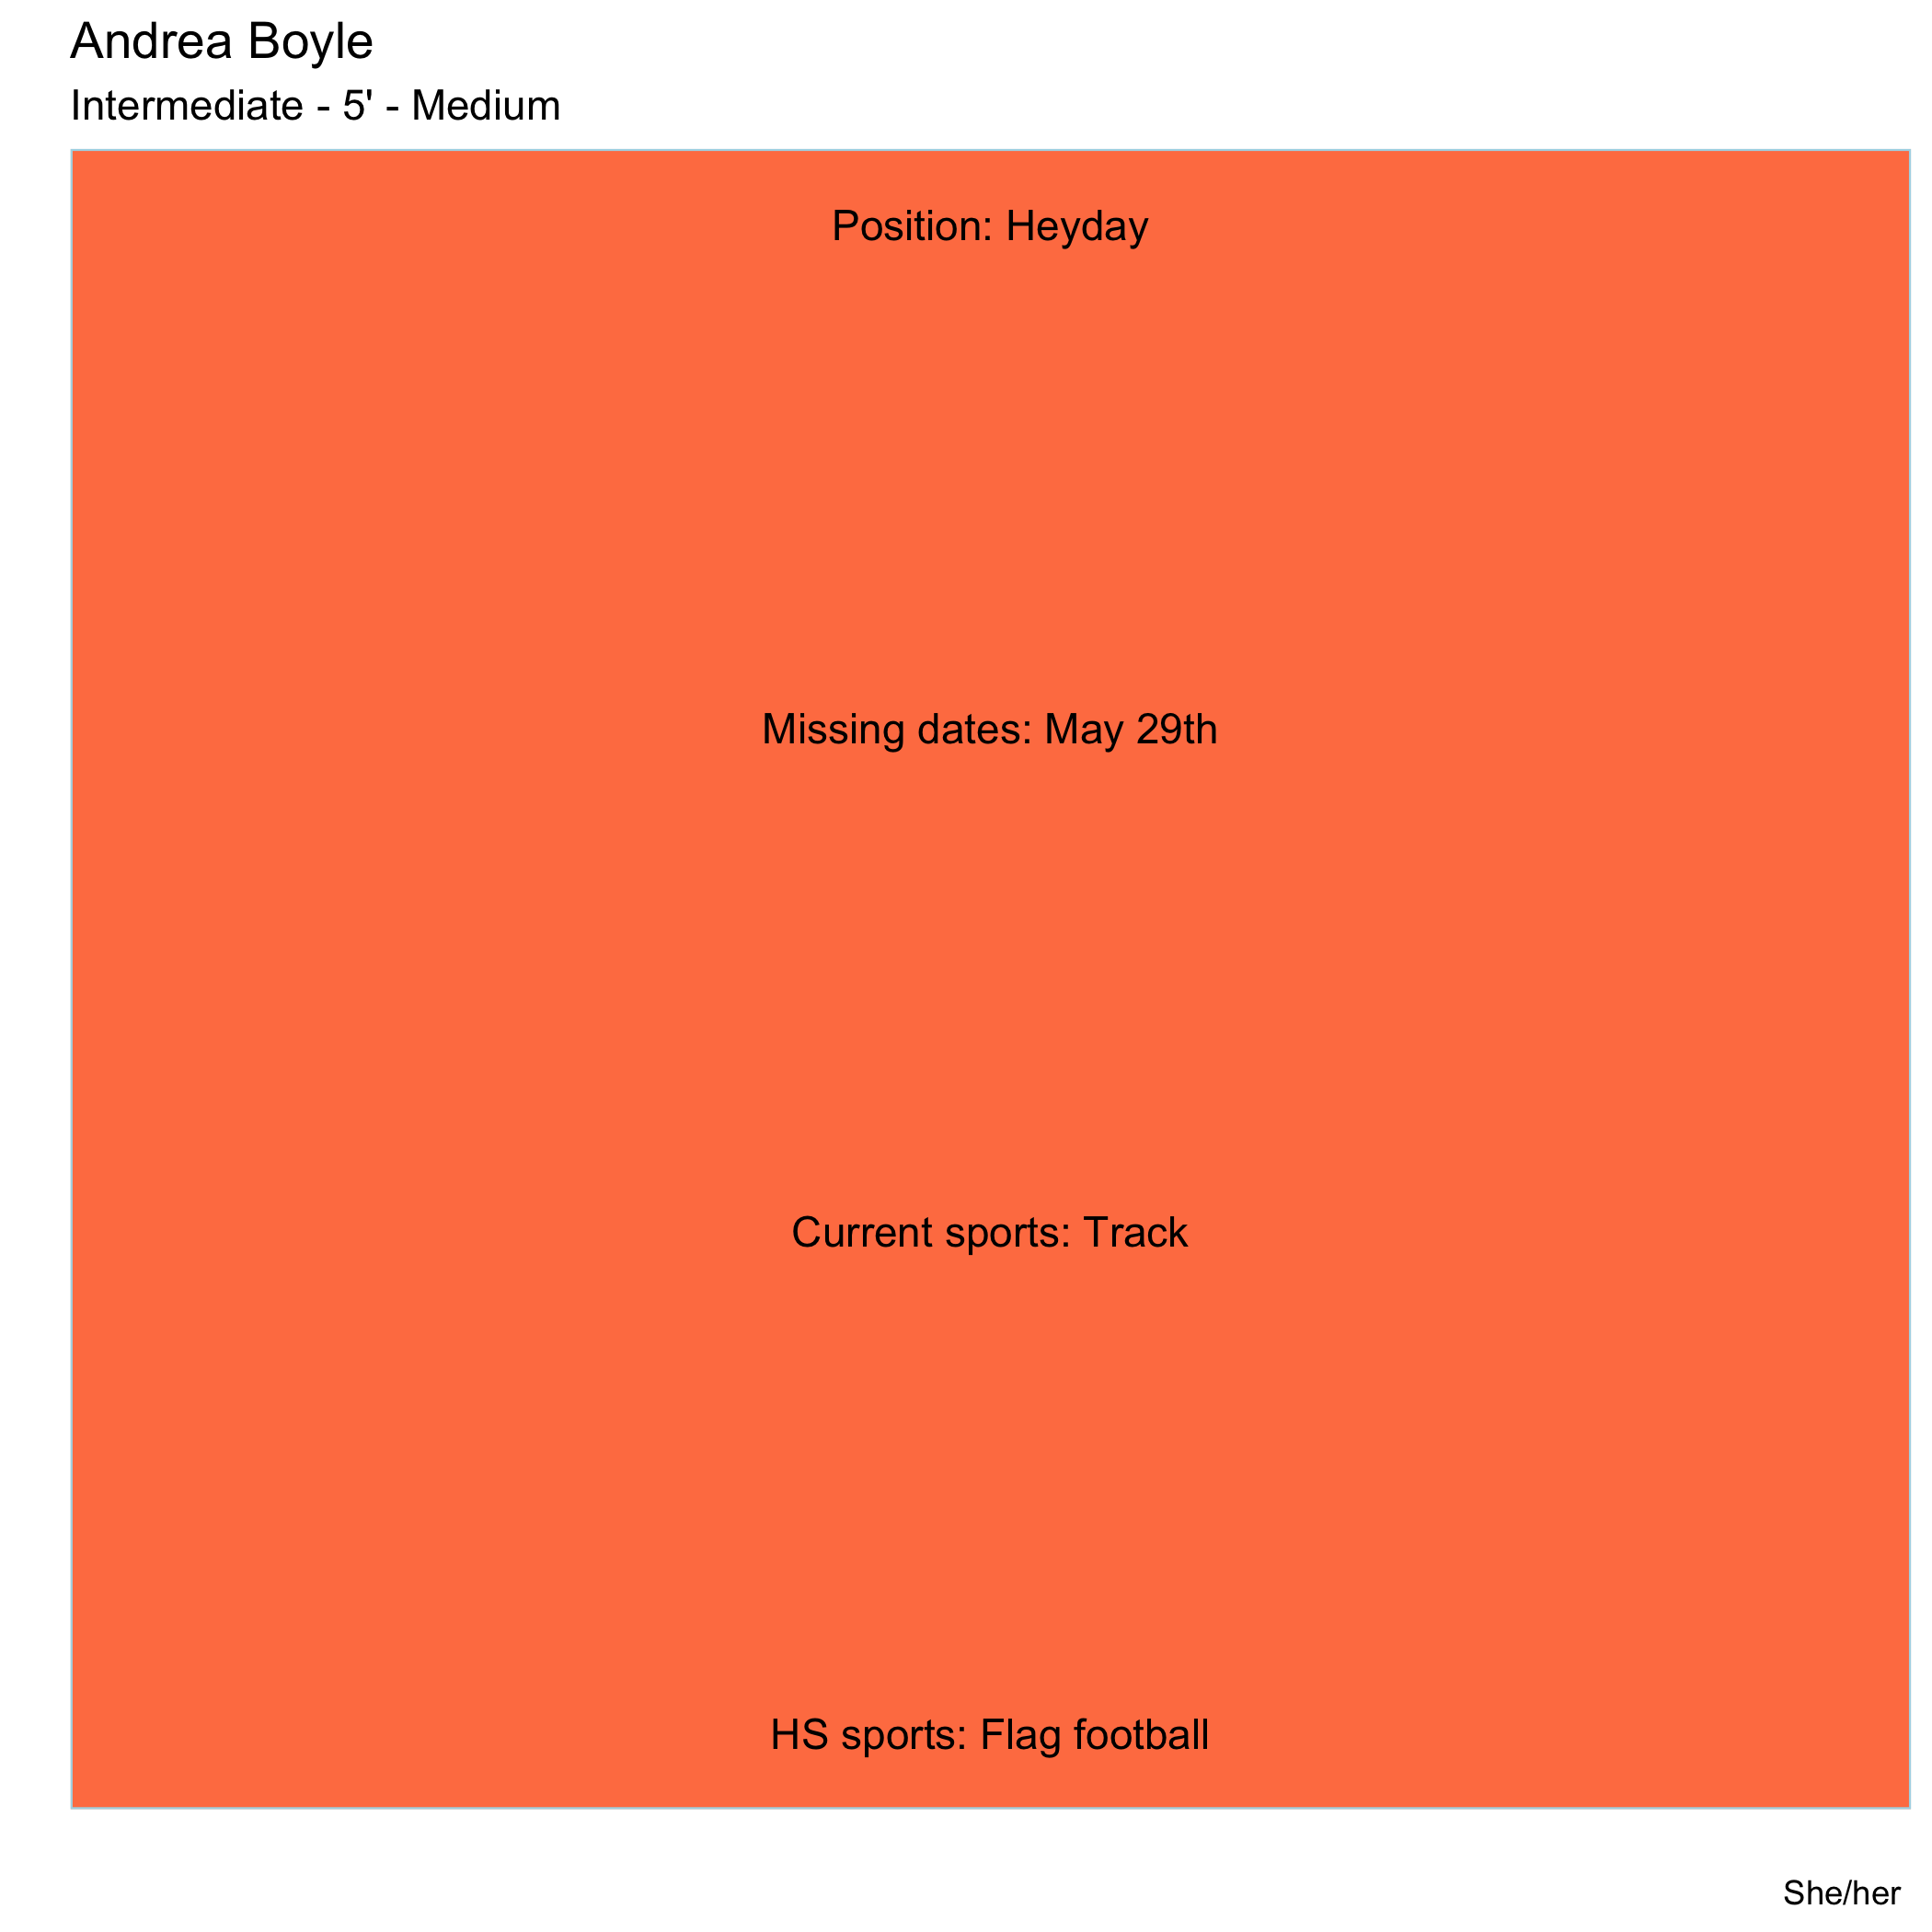 Andrea Boyle
Intermediate - 5' - Medium
Position: Heyday
Missing dates: May 29th
Current sports: Track
HS sports: Flag football
She/her